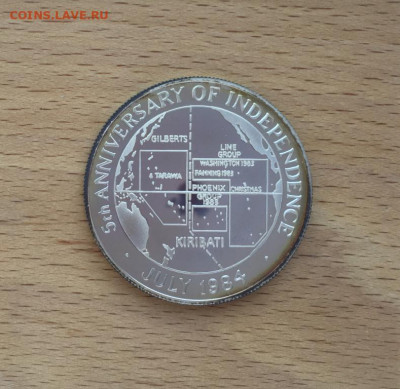 COINS.LAVE.RU
5th ANNIVERSARY OF INDEPENDENCE
GILBERTS
LINE
GROUP
WASHINGTON 1983
FANNING 1983
TARAWA
PHOENIX
CHRISTMAS
GROUP
KIRIBATI
· JULY 1984 ·